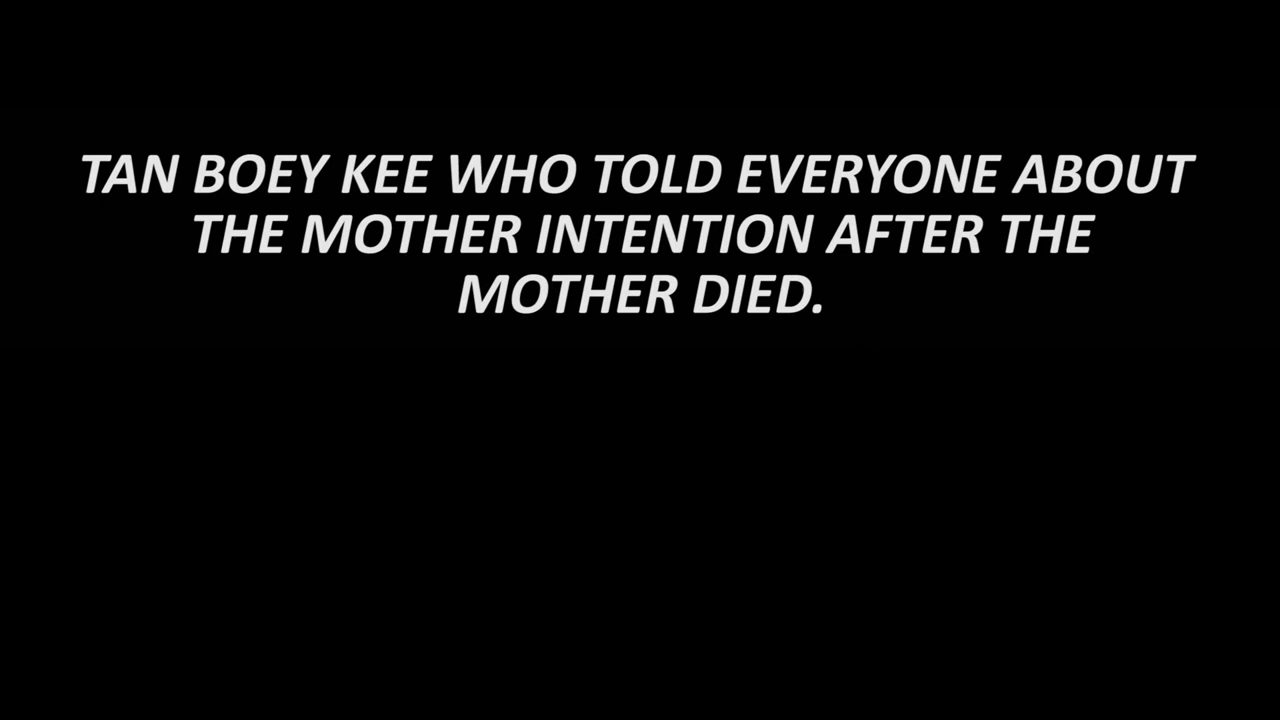 TAN BOEY KEE WHO TOLD EVERYONE ABOUT
THE MOTHER INTENTION AFTER THE
MOTHER DIED.